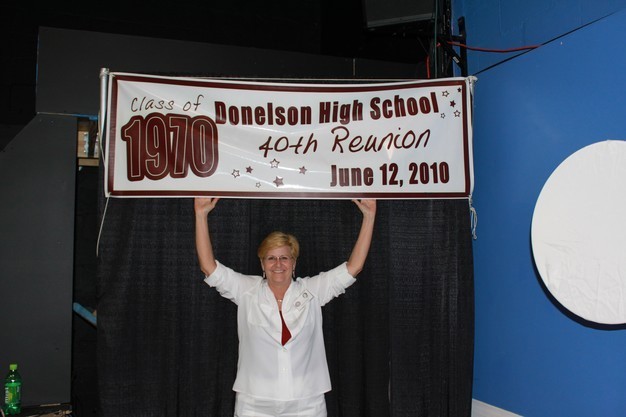 Class of
1970
Donelson High School
40th Reunion
June 12, 2010